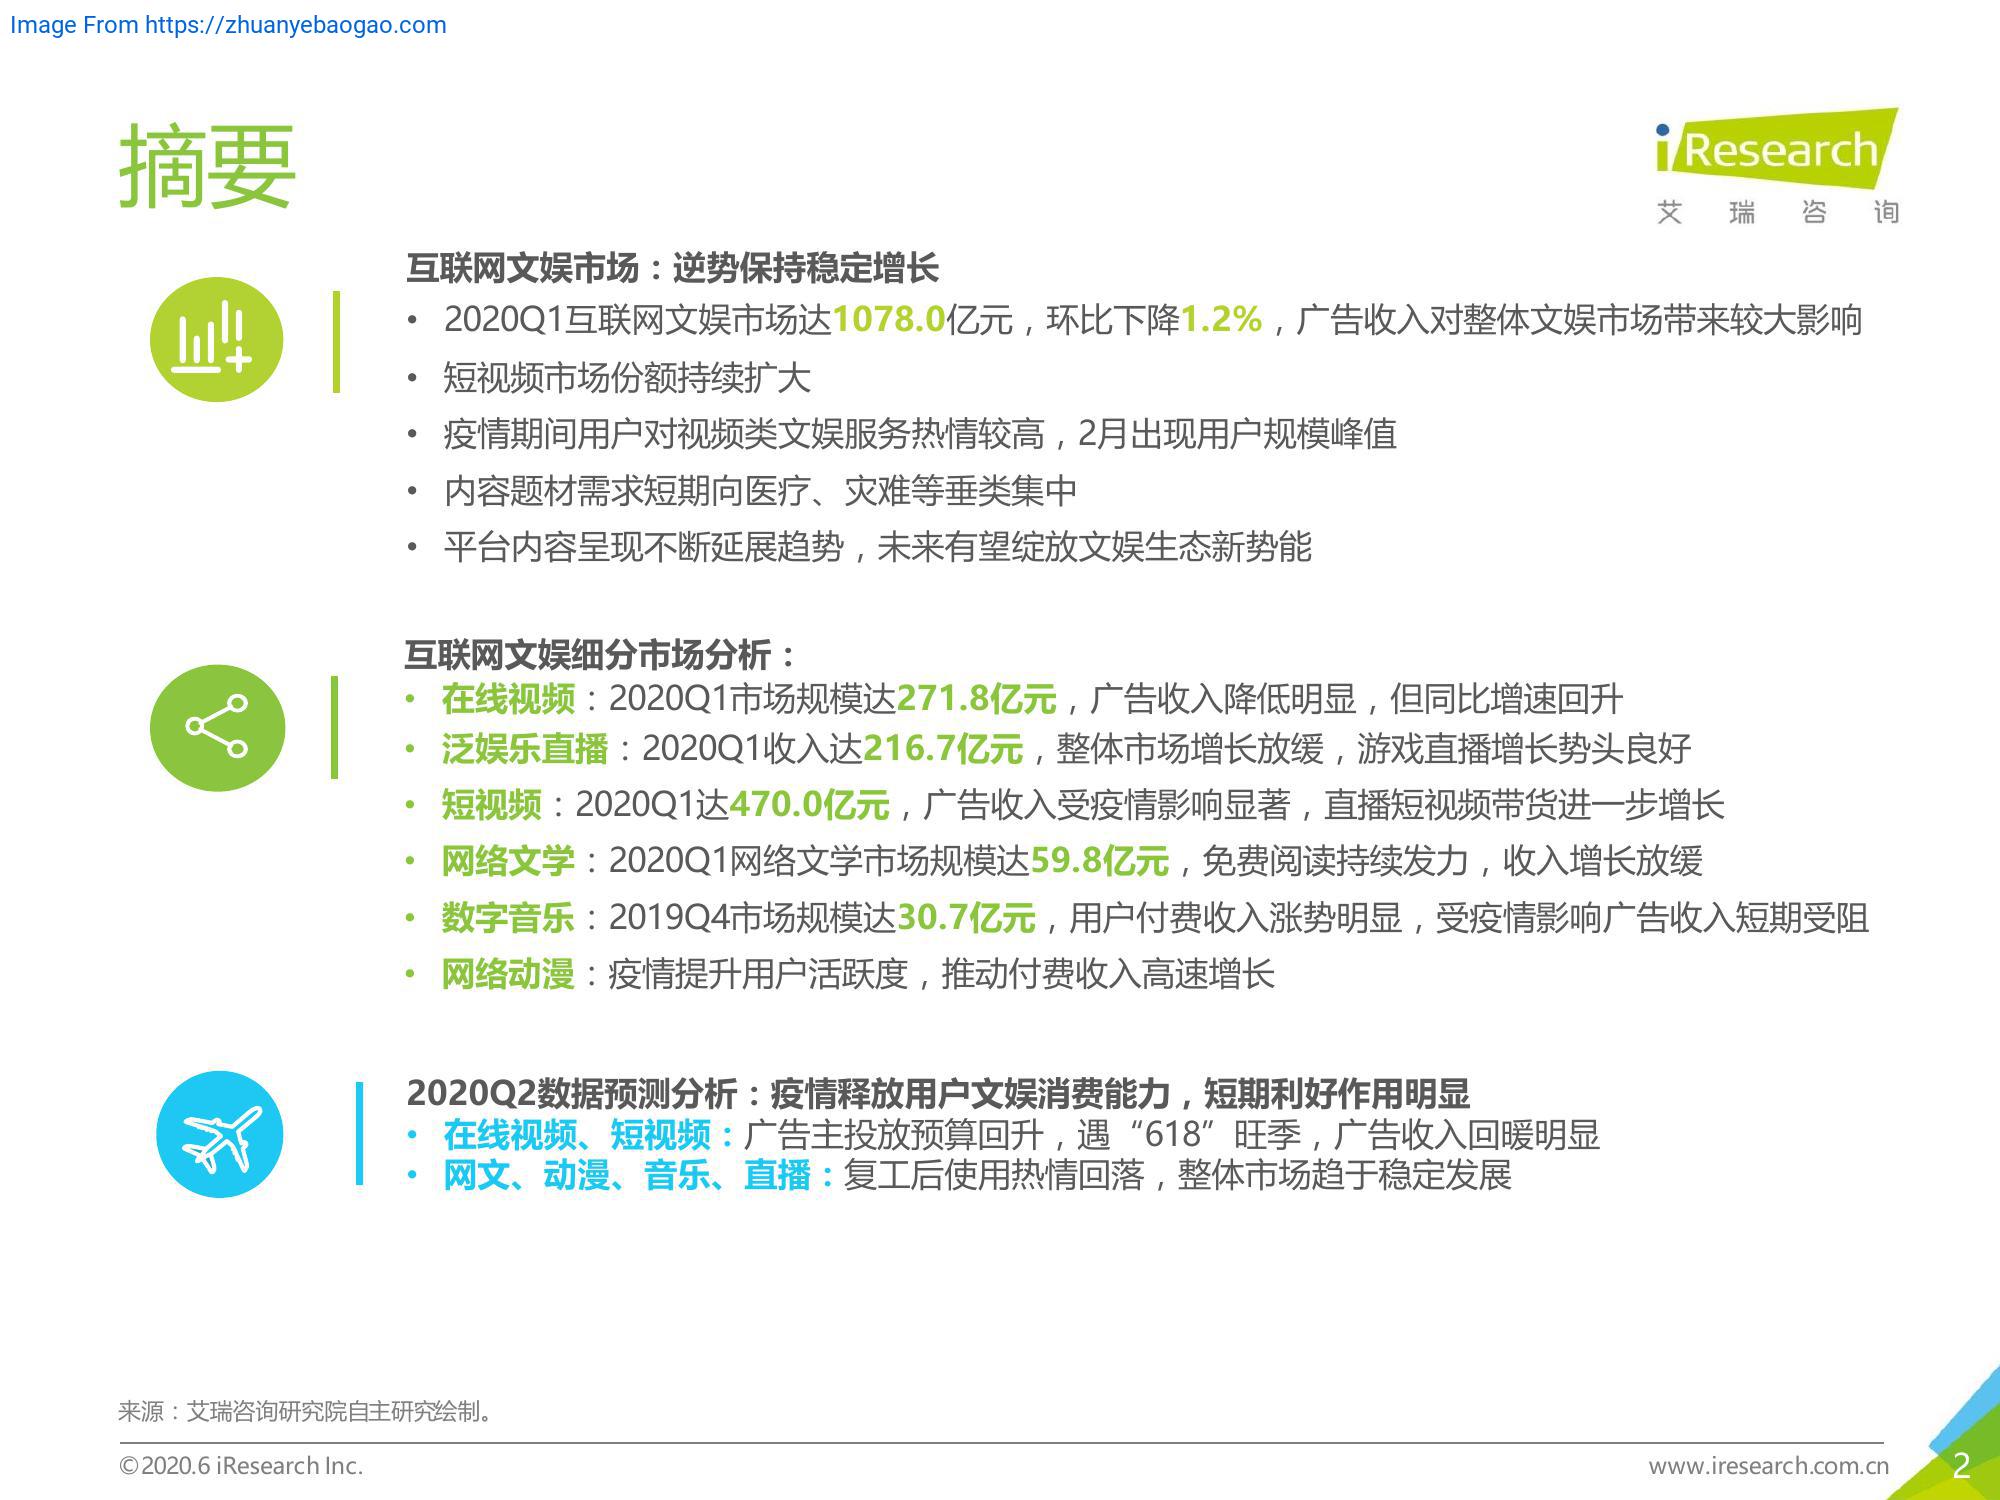 Image From https://zhuanyebaogao.com
摘要
iResearch
艾瑞咨询
互联网文娱市场：逆势保持稳定增长
• 2020Q1互联网文娱市场达1078.0亿元，环比下降1.2%，广告收入对整体文娱市场带来较大影响
• 短视频市场份额持续扩大
• 疫情期间用户对视频类文娱服务热情较高，2月出现用户规模峰值
• 内容题材需求短期向医疗、灾难等垂类集中
• 平台内容呈现不断延展趋势，未来有望绽放文娱生态新势能
互联网文娱细分市场分析：
• 在线视频：2020Q1市场规模达271.8亿元，广告收入降低明显，但同比增速回升
• 泛娱乐直播：2020Q1收入达216.7亿元，整体市场增长放缓，游戏直播增长势头良好
• 短视频：2020Q1达470.0亿元，广告收入受疫情影响显著，直播短视频带货进一步增长
• 网络文学：2020Q1网络文学市场规模达59.8亿元，免费阅读持续发力，收入增长放缓
• 数字音乐：2019Q4市场规模达30.7亿元，用户付费收入涨势明显，受疫情影响广告收入短期受阻
• 网络动漫：疫情提升用户活跃度，推动付费收入高速增长
2020Q2数据预测分析：疫情释放用户文娱消费能力，短期利好作用明显
• 在线视频、短视频：广告主投放预算回升，遇“618”旺季，广告收入回暖明显
• 网文、动漫、音乐、直播：复工后使用热情回落，整体市场趋于稳定发展
来源：艾瑞咨询研究院自主研究绘制。
©2020.6 iResearch Inc.
www.iresearch.com.cn
2